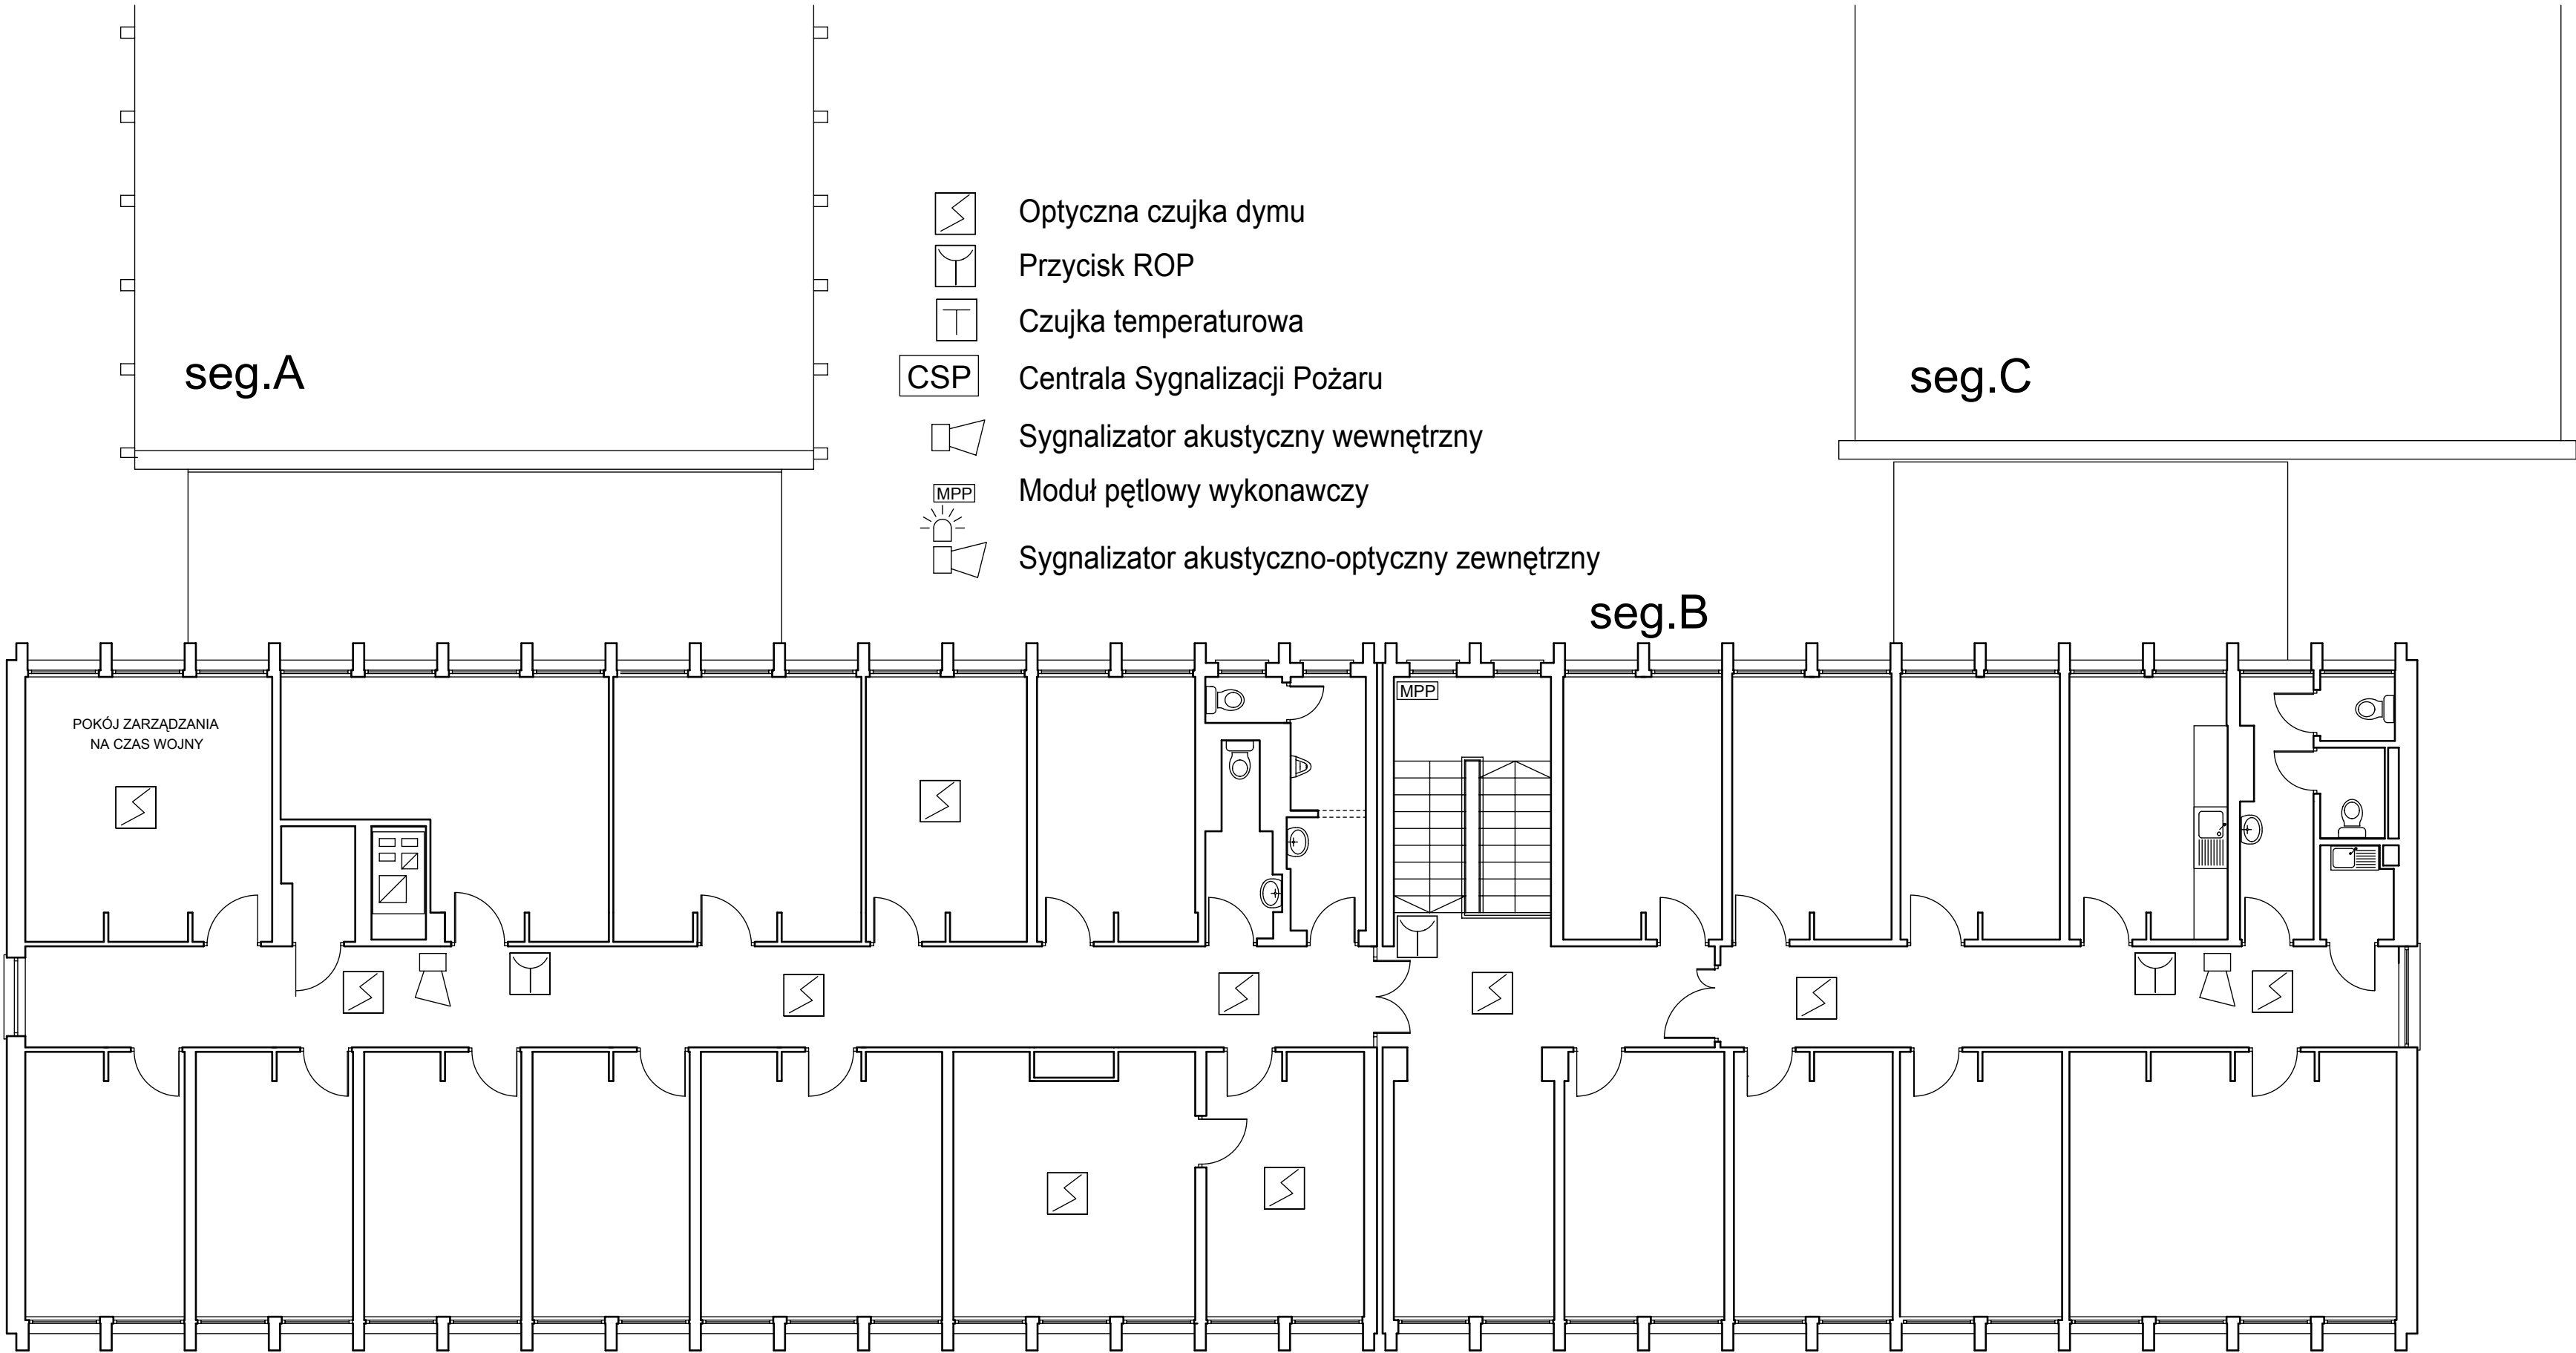 Optyczna czujka dymu
Przycisk ROP
Czujka temperaturowa
seg.A
CSP Centrala Sygnalizacji Pożaru
seg.C
Sygnalizator akustyczny wewnętrzny
MPP Moduł pętlowy wykonawczy
Sygnalizator akustyczno-optyczny zewnętrzny
seg.B
MPP
POKÓJ ZARZĄDZANIA
NA CZAS WOJNY